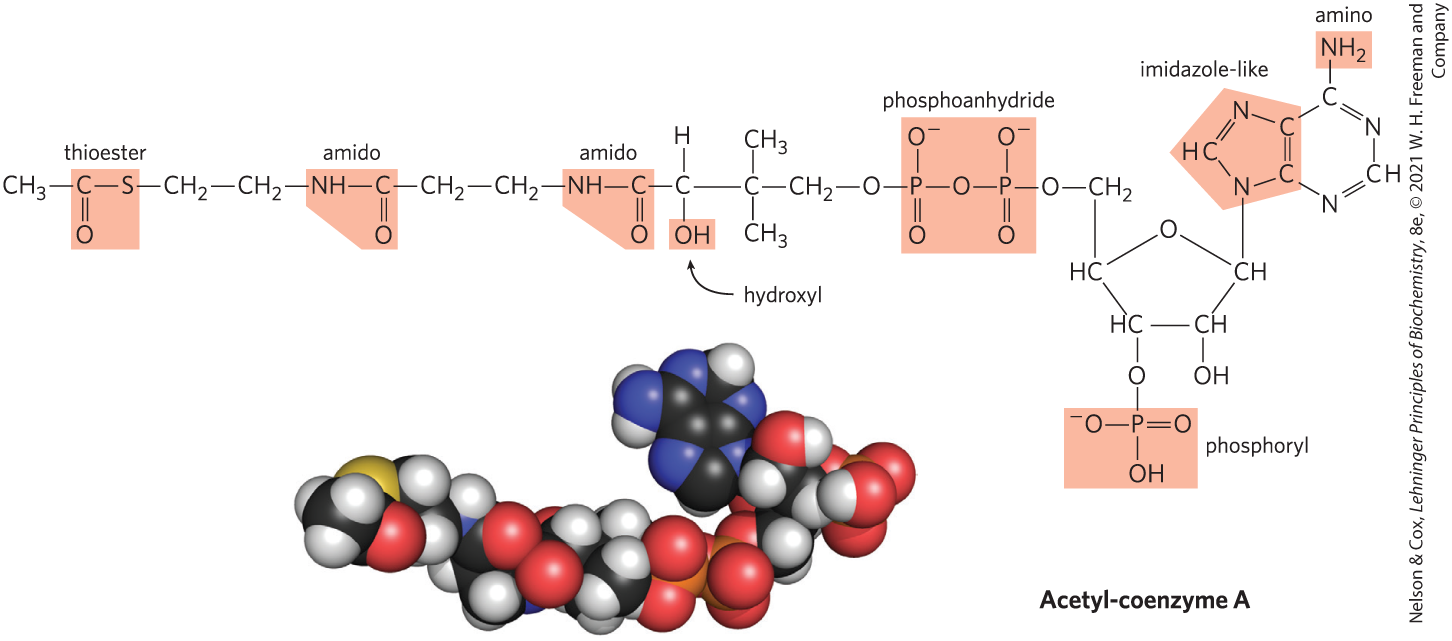 amino
NH₂
imidazole-like
phosphoanhydride
N
C
N
C
HC
C
CH
N
N
thioester
amido
amido
H
CH₃
O⁻
O⁻
CH₃—C—S—CH₂—CH₂—NH—C—CH₂—CH₂—NH—C—C—C—CH₂—O—P—O—P—O—CH₂
O
O
O
OH
CH₃
O
O
hydroxyl
O
HC
CH
HC
CH
O
OH
⁻O—P=O
OH
phosphoryl
Acetyl-coenzyme A
Nelson & Cox, Lehninger Principles of Biochemistry, 8e, © 2021 W. H. Freeman and
Company